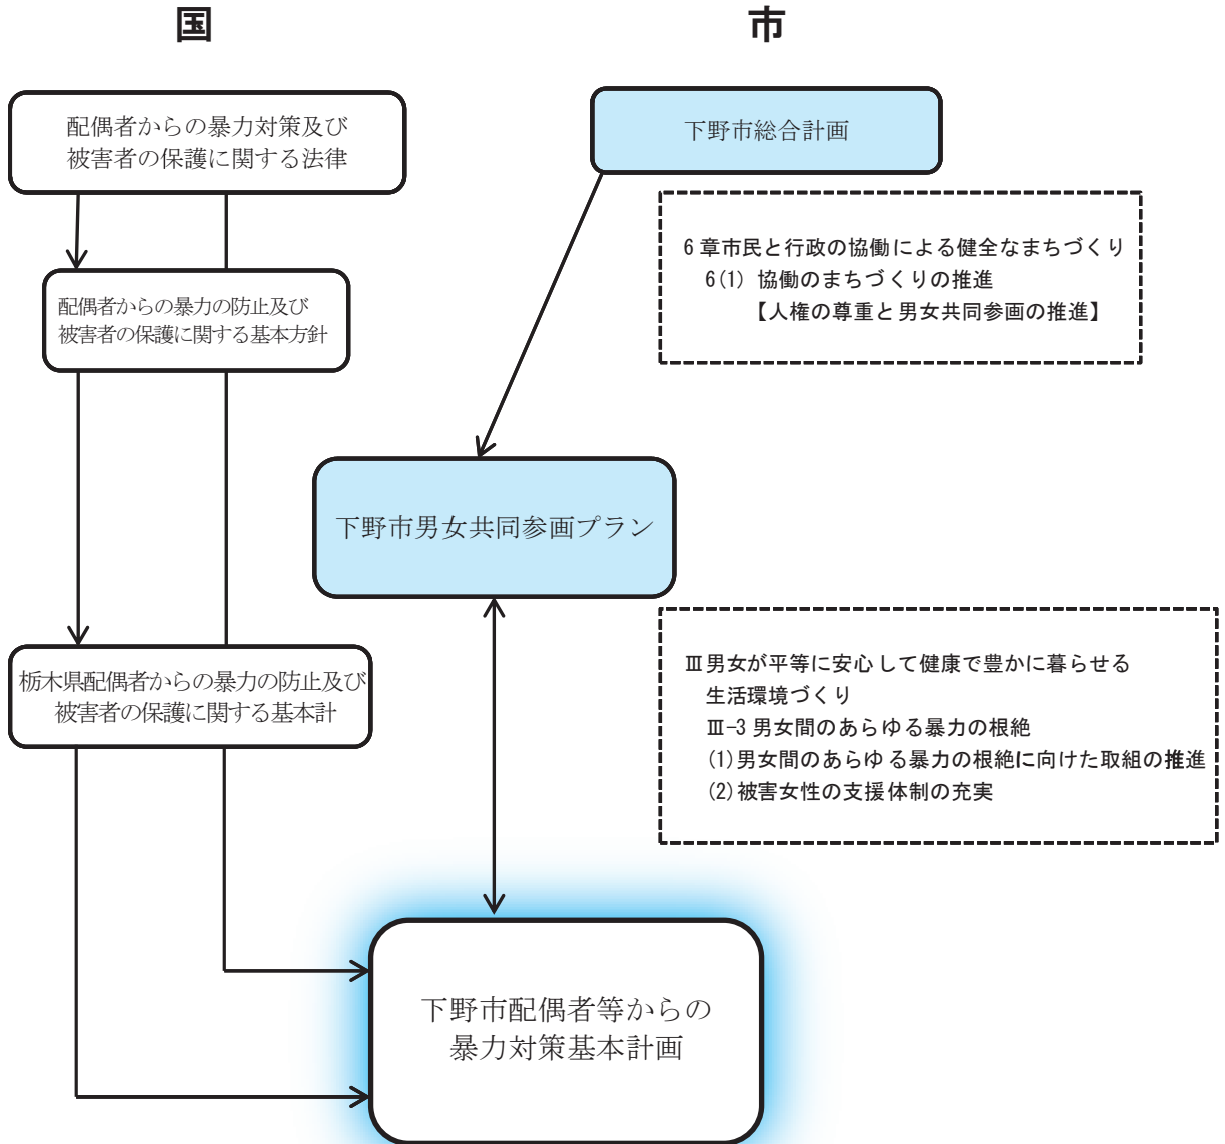 国
市
配偶者からの暴力対策及び
被害者の保護に関する法律
下野市総合計画
6章市民と行政の協働による健全なまちづくり
6(1) 協働のまちづくりの推進
【人権の尊重と男女共同参画の推進】
配偶者からの暴力の防止及び
被害者の保護に関する基本方針
下野市男女共同参画プラン
栃木県配偶者からの暴力の防止及び
被害者の保護に関する基本計
Ⅲ男女が平等に安心して健康で豊かに暮らせる
生活環境づくり
Ⅲ-3 男女間のあらゆる暴力の根絶
(1)男女間のあらゆる暴力の根絶に向けた取組の推進
(2)被害女性の支援体制の充実
下野市配偶者等からの
暴力対策基本計画